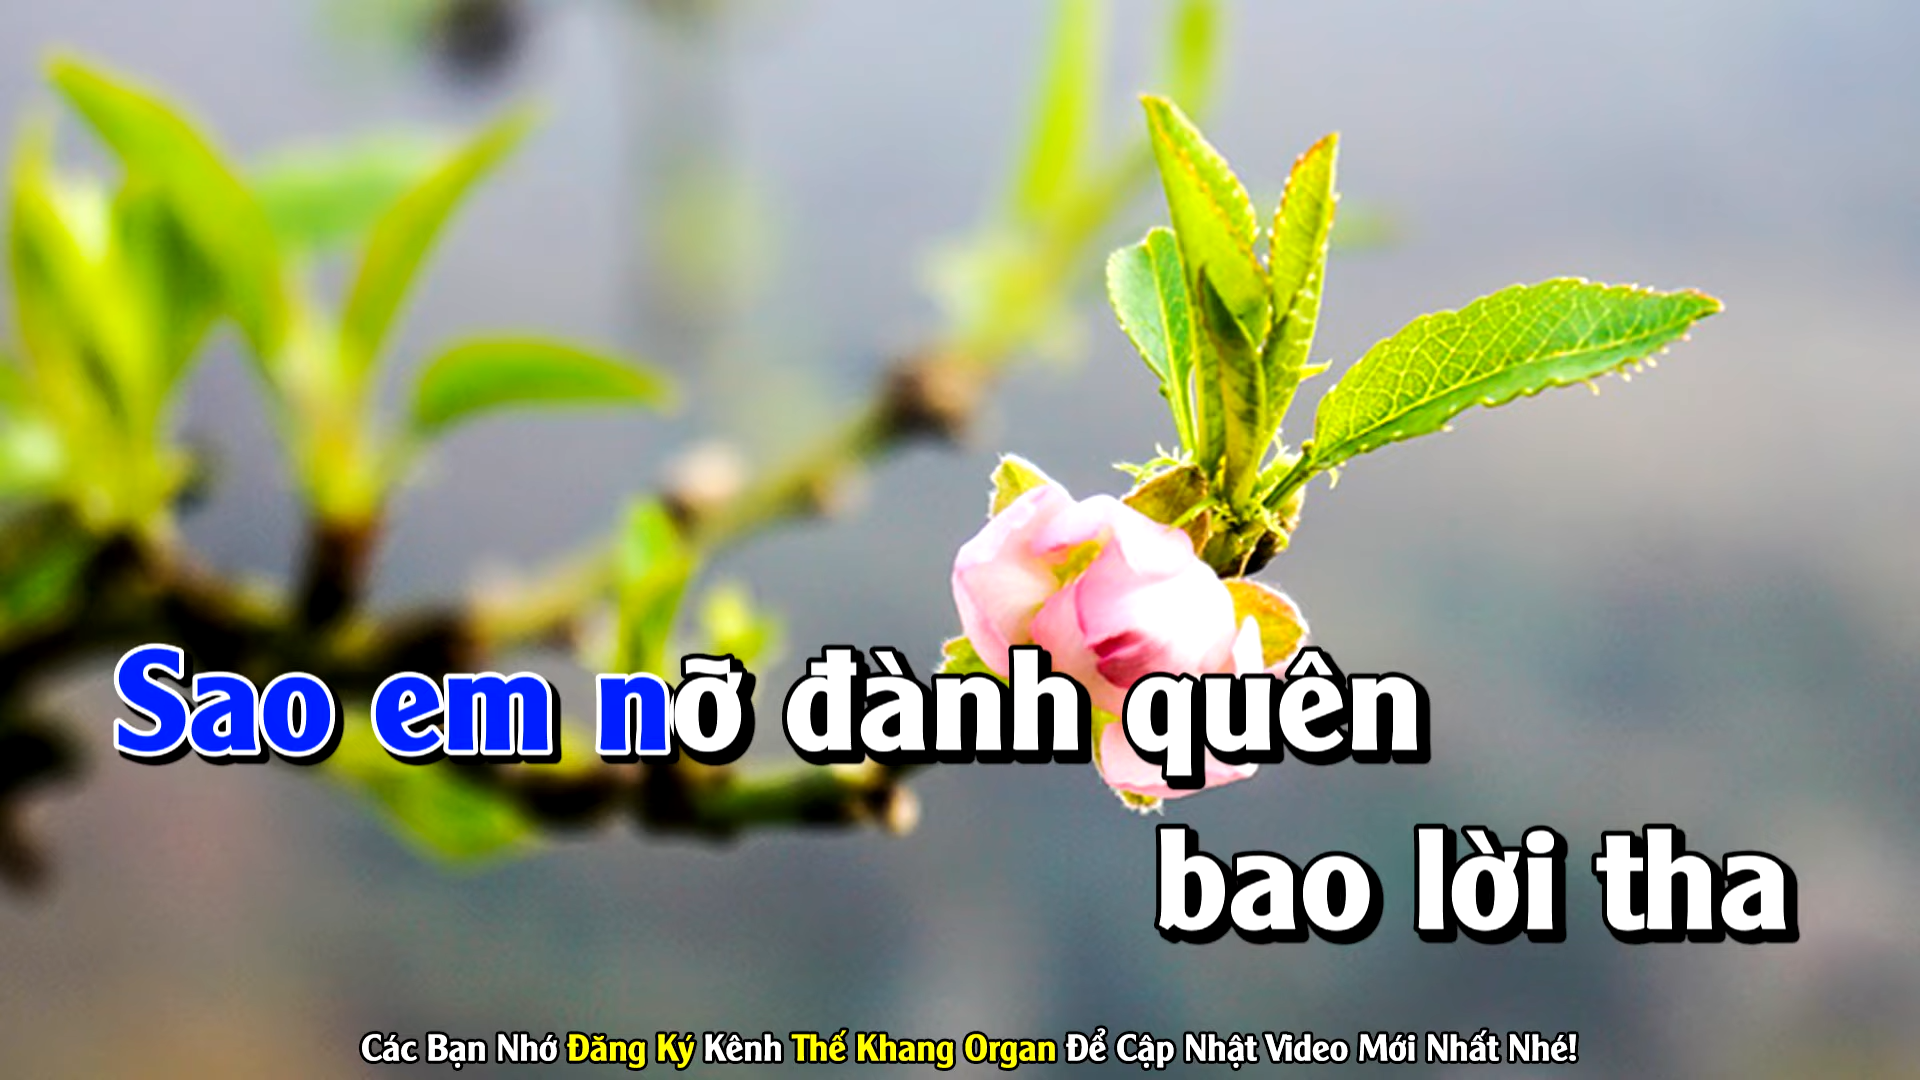 Sao em nỡ đành quên
bao lời tha
Các Bạn Nhớ Đăng Ký Kênh Thế Khang Organ Để Cập Nhật Video Mới Nhất Nhé!